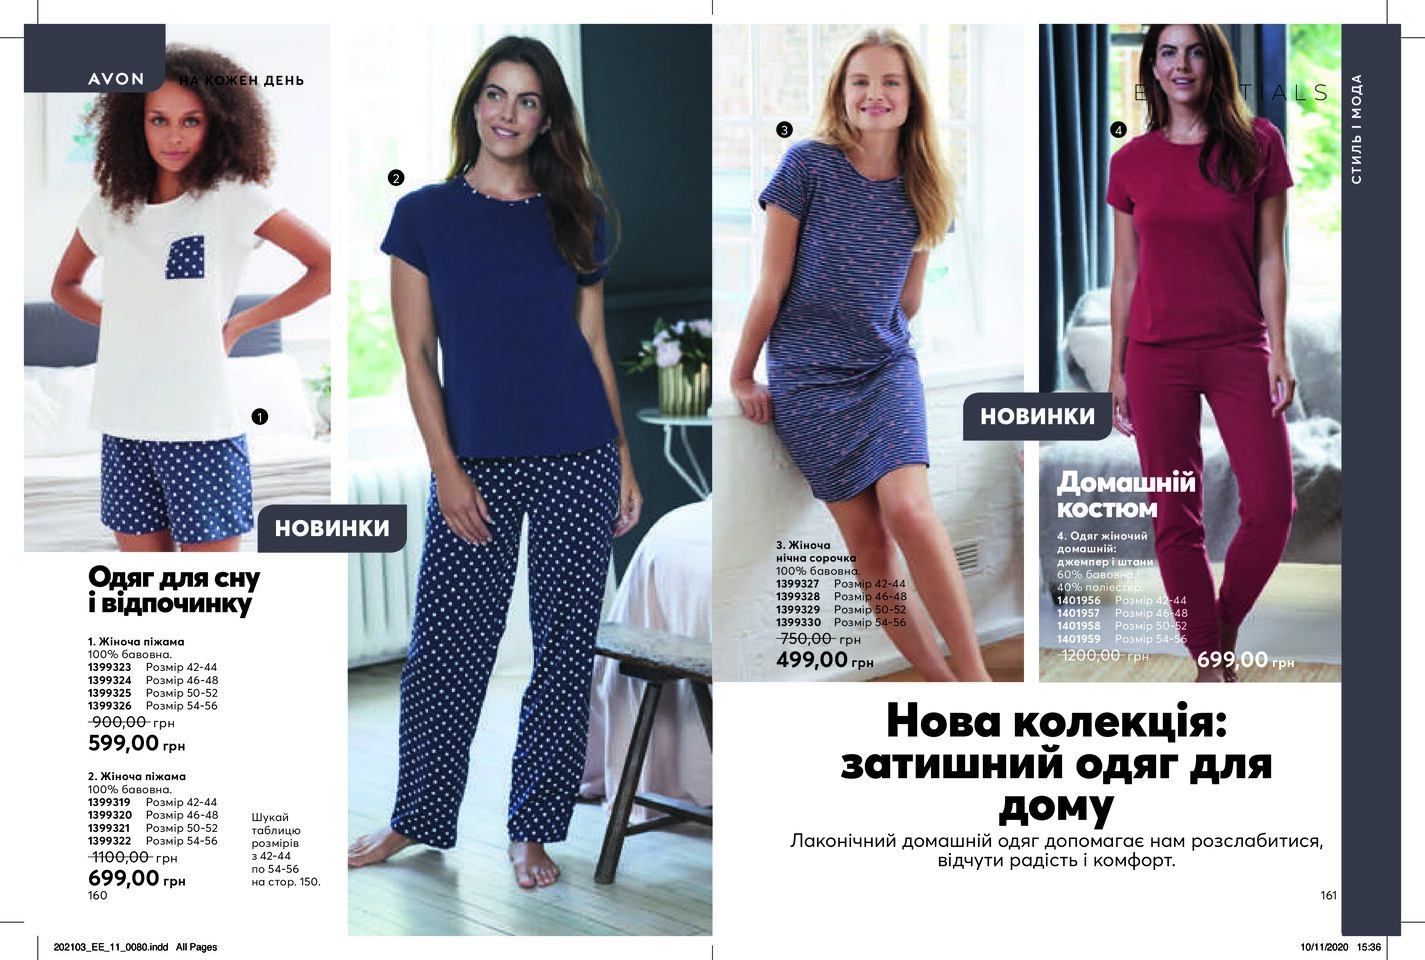 AVON
НА КОЖЕН ДЕНЬ
1
2
НОВИНКИ
Одяг для сну
і відпочинку
1. Жіноча піжама
100% бавовна.
1399323 Розмір 42-44
1399324 Розмір 46-48
1399325 Розмір 50-52
1399326 Розмір 54-56
900,00 грн
599,00 грн
2. Жіноча піжама
100% бавовна.
1399319 Розмір 42-44
1399320 Розмір 46-48
1399321 Розмір 50-52
1399322 Розмір 54-56
1100,00 грн
699,00 грн
160
Шукай
таблицю
розмірів
з 42-44
по 54-56
на стор. 150.
3
4
СТИЛЬ І МОДА
НОВИНКИ
3. Жіноча
нічна сорочка
100% бавовна.
1399327 Розмір 42-44
1399328 Розмір 46-48
1399329 Розмір 50-52
1399330 Розмір 54-56
750,00 грн
499,00 грн
Домашній
костюм
4. Одяг жіночий
домашній:
джемпер і штани
60% бавовна,
40% поліестер.
1401956 Розмір 42-44
1401957 Розмір 46-48
1401958 Розмір 50-52
1401959 Розмір 54-56
1200,00 грн
699,00 грн
Нова колекція:
затишний одяг для
дому
Лаконічний домашній одяг допомагає нам розслабитися,
відчути радість і комфорт.
161
202103_EE_11_0080.indd All Pages
10/11/2020 15:36